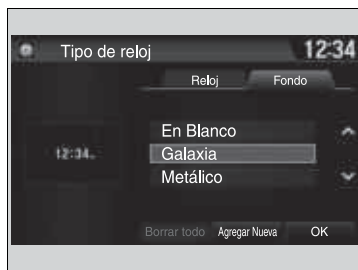 Tipo de reloj 12:34
Reloj Fondo
En Blanco
12:34
Galaxia
Metálico
Borrar todo Agregar Nueva OK